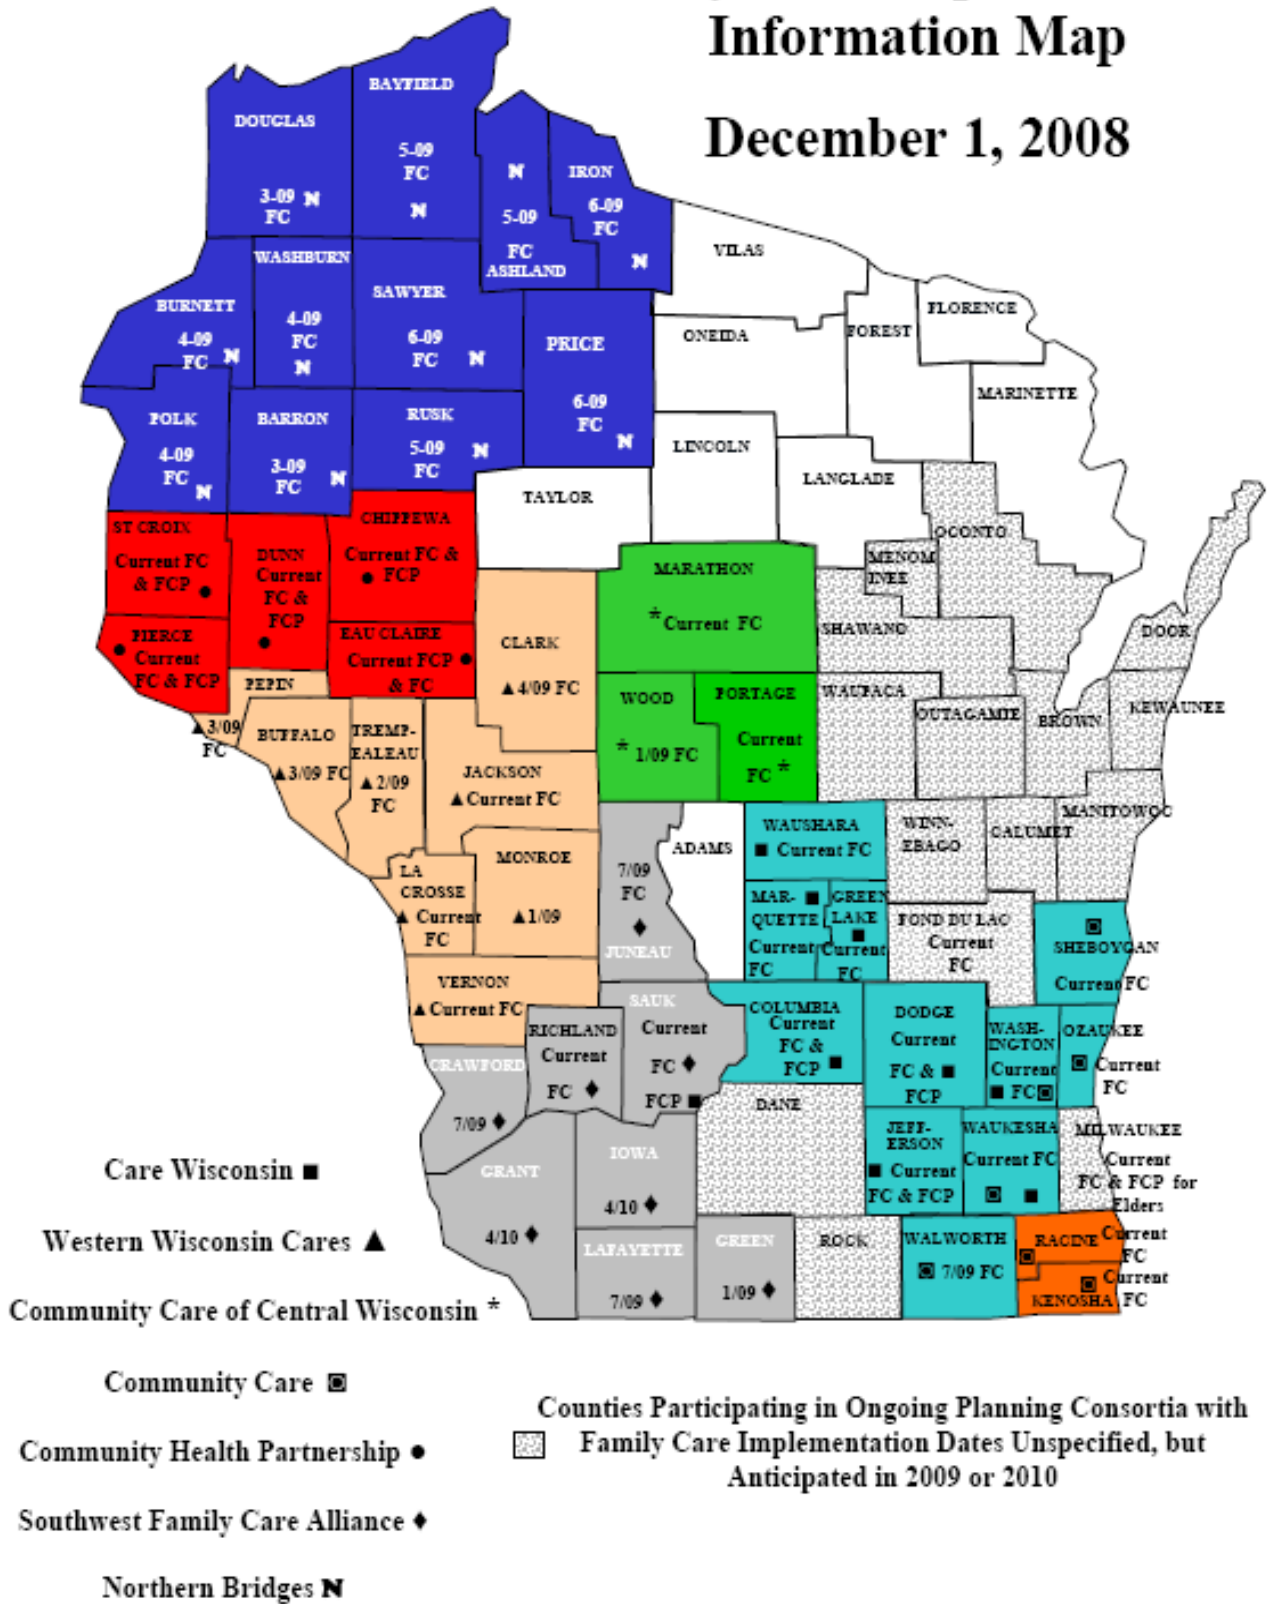 Information Map
December 1, 2008
BAYFIELD
5-09
FC
N
DOUGLAS
3-09 N
FC
N
5-09
FC
ASHLAND
IRON
6-09
FC
N
VILAS
WASHBURN
4-09
FC
N
BURNETT
4-09
FC N
SAWYER
6-09
FC N
PRICE
6-09
FC N
ONEIDA
FOREST
FLORENCE
MARINETTE
POLK
4-09
FC N
BARRON
3-09
FC N
RUSK
5-09
FC N
LINCOLN
LANGLADE
TAYLOR
OCONTO
ST CROIX
Current FC
& FCP ●
DUNN
Current
FC &
FCP
●
CHIPPEWA
Current FC &
● FCP
MARATHON
* Current FC
MENOM
INEE
SHAWANO
DOOR
PIERCE
● Current
FC & FCP
EAU CLAIRE
Current FCP ●
& FC
CLARK
▲ 4/09 FC
PEPIN
▲ 3/09
FC
BUFFALO
▲ 3/09 FC
TREMP-
EALEAU
▲ 2/09
FC
JACKSON
▲ Current FC
WOOD
* 1/09 FC
PORTAGE
Current
FC *
WAUPACA
OUTAGAMIE
BROWN
KEWAUNEE
LA
CROSSE
▲ Current
FC
MONROE
▲ 1/09
7/09
FC
♦
JUNEAU
ADAMS
WAUSHARA
■ Current FC
WINN-
EBAGO
CALUMET
MANITOWOC
MAR- ■
QUETTE
Current
FC
GREEN
LAKE
■
Current
FC
FOND DU LAC
Current
FC
▣
SHEBOYGAN
Current FC
VERNON
▲ Current FC
SAUK
Current
FC ♦
FCP ■
RICHLAND
Current
FC ♦
COLUMBIA
Current
FC &
FCP ■
DODGE
Current
FC & ■
FCP
WASH-
INGTON
Current
■ FC ▣
OZAUKEE
▣ Current
FC
CRAWFORD
7/09 ♦
DANE
JEFF-
ERSON
■ Current
FC & FCP
WAUKESHA
Current FC
▣ ■
MILWAUKEE
Current
FC & FCP for
Elders
GRANT
4/10 ♦
IOWA
4/10 ♦
LAFAYETTE
7/09 ♦
GREEN
1/09 ♦
ROCK
WALWORTH
▣ 7/09 FC
RACINE Current
▣ FC
▣ Current
KENOSHA FC
Care Wisconsin ■
Western Wisconsin Cares ▲
Community Care of Central Wisconsin *
Community Care ▣
Community Health Partnership ●
Southwest Family Care Alliance ♦
Northern Bridges N
Counties Participating in Ongoing Planning Consortia with
Family Care Implementation Dates Unspecified, but
Anticipated in 2009 or 2010